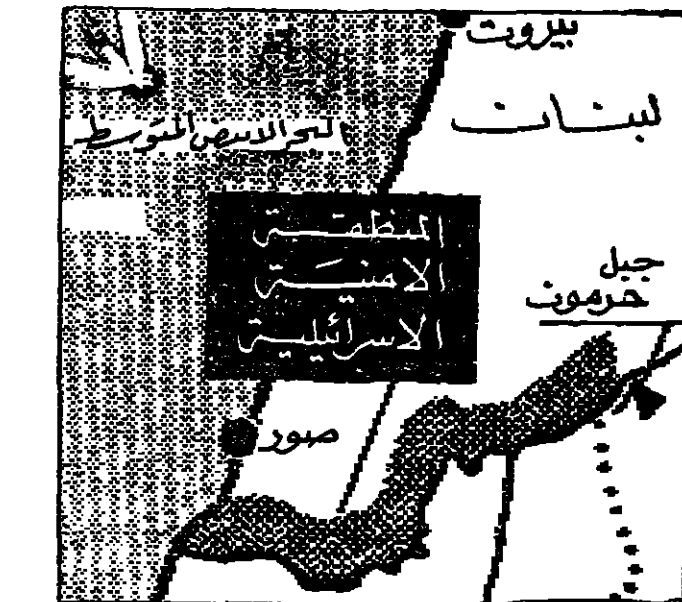 بيروت
لبنان
البحر الابيض المتوسط
المنطقة
الامنية
الاسرائيلية
جبل
حرمون
صور